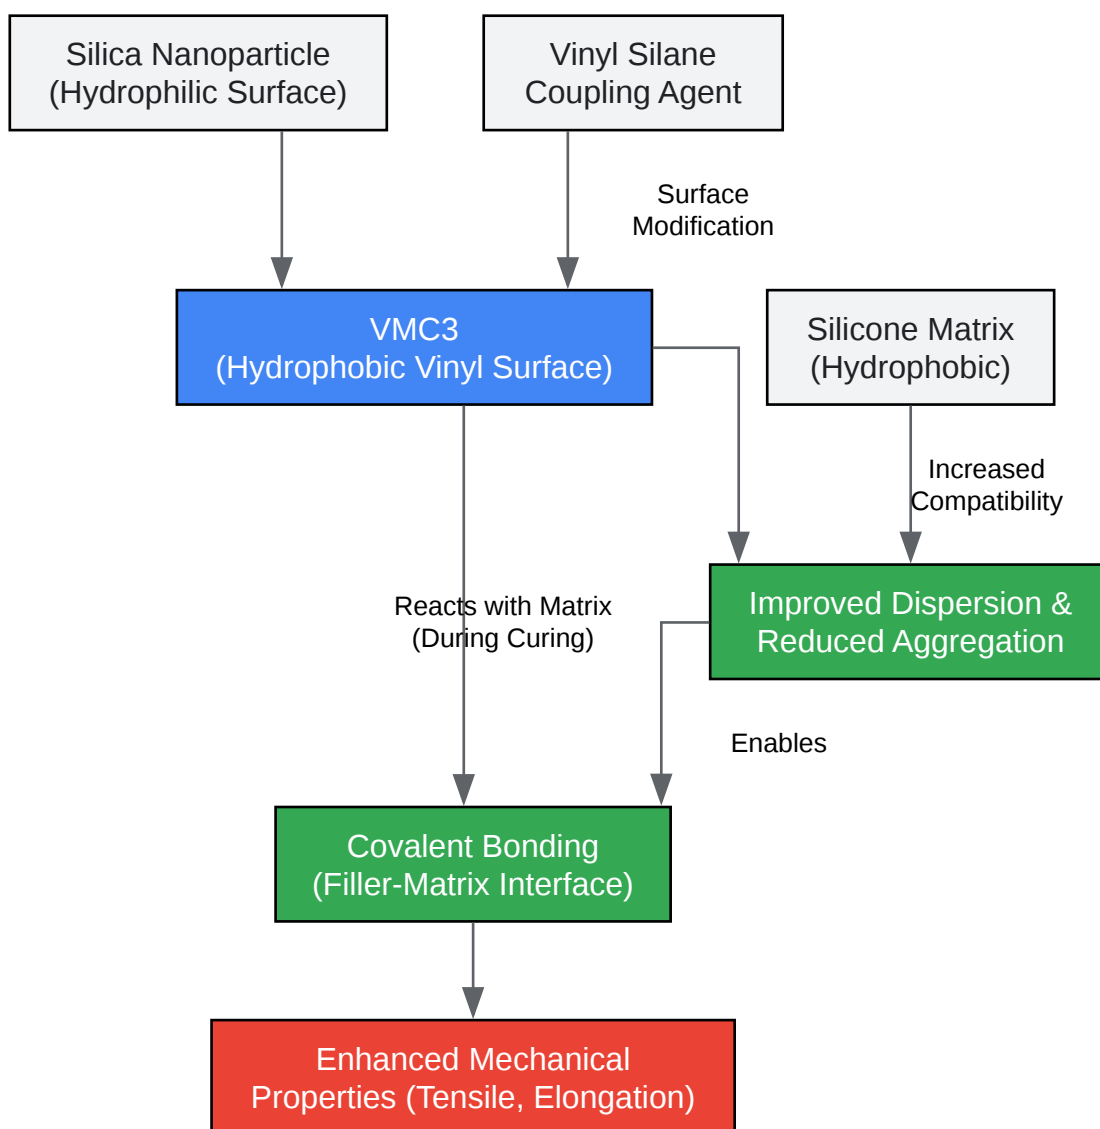 Silica Nanoparticle
(Hydrophilic Surface)
Vinyl Silane
Coupling Agent
Surface
Modification
VMC3
(Hydrophobic Vinyl Surface)
Silicone Matrix
(Hydrophobic)
Increased
Compatibility
Reacts with Matrix
(During Curing)
Improved Dispersion &
Reduced Aggregation
Enables
Covalent Bonding
(Filler-Matrix Interface)
Enhanced Mechanical
Properties (Tensile, Elongation)